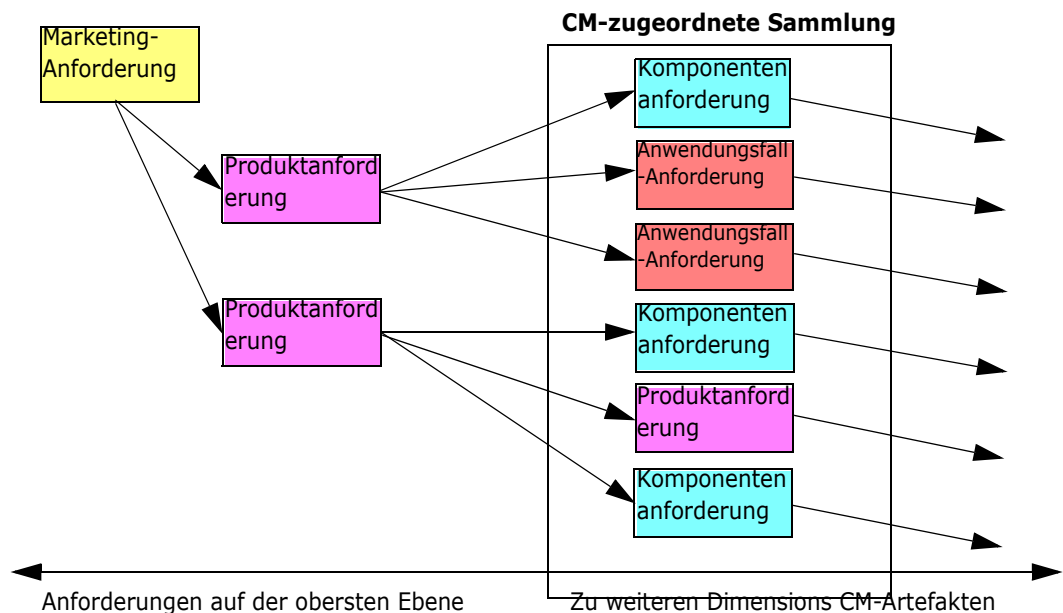 CM-zugeordnete Sammlung
Marketing-
Anforderung
Produktanford
erung
Produktanford
erung
Komponenten
anforderung
Anwendungsfall
-Anforderung
Anwendungsfall
-Anforderung
Komponenten
anforderung
Produktanford
erung
Komponenten
anforderung
Anforderungen auf der obersten Ebene
Zu weiteren Dimensions CM-Artefakten